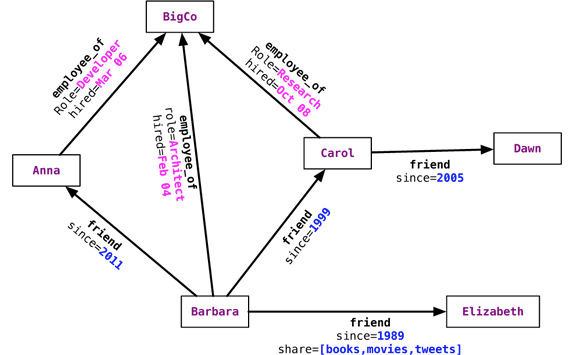 BigCo
employee_of
Role=Developer
hired=Mar 06
employee_of
role=Architect
hired=Feb 04
employee_of
Role=Research
hired=Oct 08
Anna
Carol
Dawn
friend
since=2005
friend
since=2011
friend
since=1999
Barbara
Elizabeth
friend
since=1989
share=[books,movies,tweets]